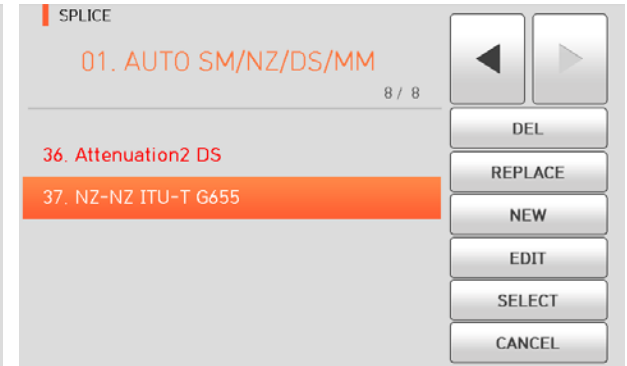 SPLICE
01. AUTO SM/NZ/DS/MM
8 / 8
36. Attenuation2 DS
37. NZ-NZ ITU-T G655
DEL
REPLACE
NEW
EDIT
SELECT
CANCEL